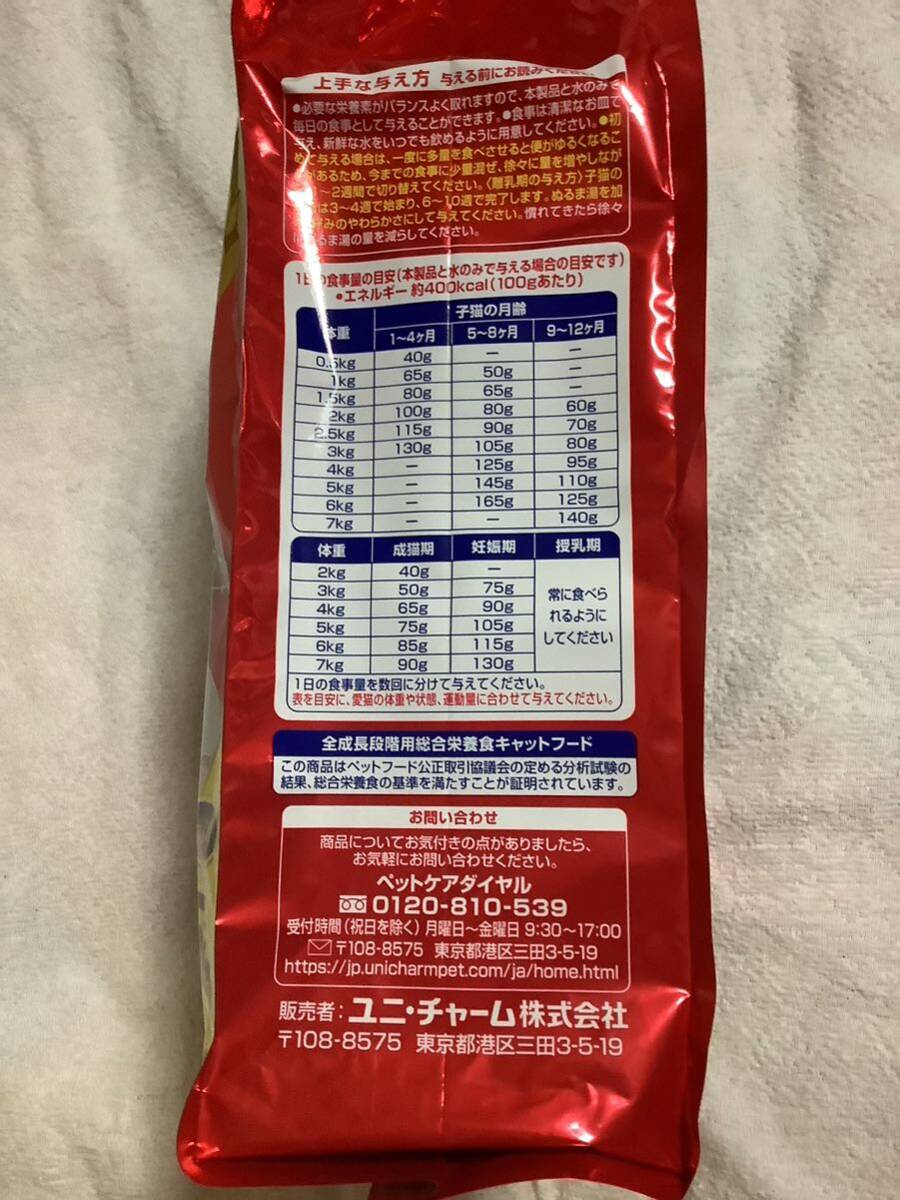 上手な与え方 与える前にお読みください。
●必要な栄養素がバランスよく取れますので、本製品と水のみで
毎日の食事として与えることができます。●食事は清潔なお皿で
与え、新鮮な水をいつでも飲めるように用意してください。●初
めて与える場合は、一度に多量を食べさせると便がゆるくなるこ
とがあるため、今までの食事に少量混ぜ、徐々に量を増やしなが
～2週間で切り替えてください。〈離乳期の与え方〉子猫の
は3～4週で始まり、6～10週で完了します。ぬるま湯を加
好みのやわらかさにして与えてください。慣れてきたら徐々
にぬるま湯の量を減らしてください。
1日の食事量の目安(本製品と水のみで与える場合の目安です)
●エネルギー 約400kcal(100gあたり)
体重 子猫の月齢
1～4ヶ月 5～8ヶ月 9～12ヶ月
0.5kg 40g － －
1kg 65g 50g －
1.5kg 80g 65g －
2kg 100g 80g 60g
2.5kg 115g 90g 70g
3kg 130g 105g 80g
4kg － 125g 95g
5kg － 145g 110g
6kg － 165g 125g
7kg － － 140g
体重 成猫期 妊娠期 授乳期
2kg 40g －
3kg 50g 75g 常に食べら
4kg 65g 90g れるように
5kg 75g 105g してください
6kg 85g 115g
7kg 90g 130g
1日の食事量を数回に分けて与えてください。
表を目安に、愛猫の体重や状態、運動量に合わせて与えてください。
全成長段階用総合栄養食キャットフード
この商品はペットフード公正取引協議会の定める分析試験の
結果、総合栄養食の基準を満たすことが証明されています。
お問い合わせ
商品についてお気付きの点がありましたら、
お気軽にお問い合わせください。
ペットケアダイヤル
0120-810-539
受付時間(祝日を除く)月曜日～金曜日 9:30～17:00
〒108-8575 東京都港区三田3-5-19
https://jp.unicharmpet.com/ja/home.html
販売者：ユニ・チャーム株式会社
〒108-8575 東京都港区三田3-5-19